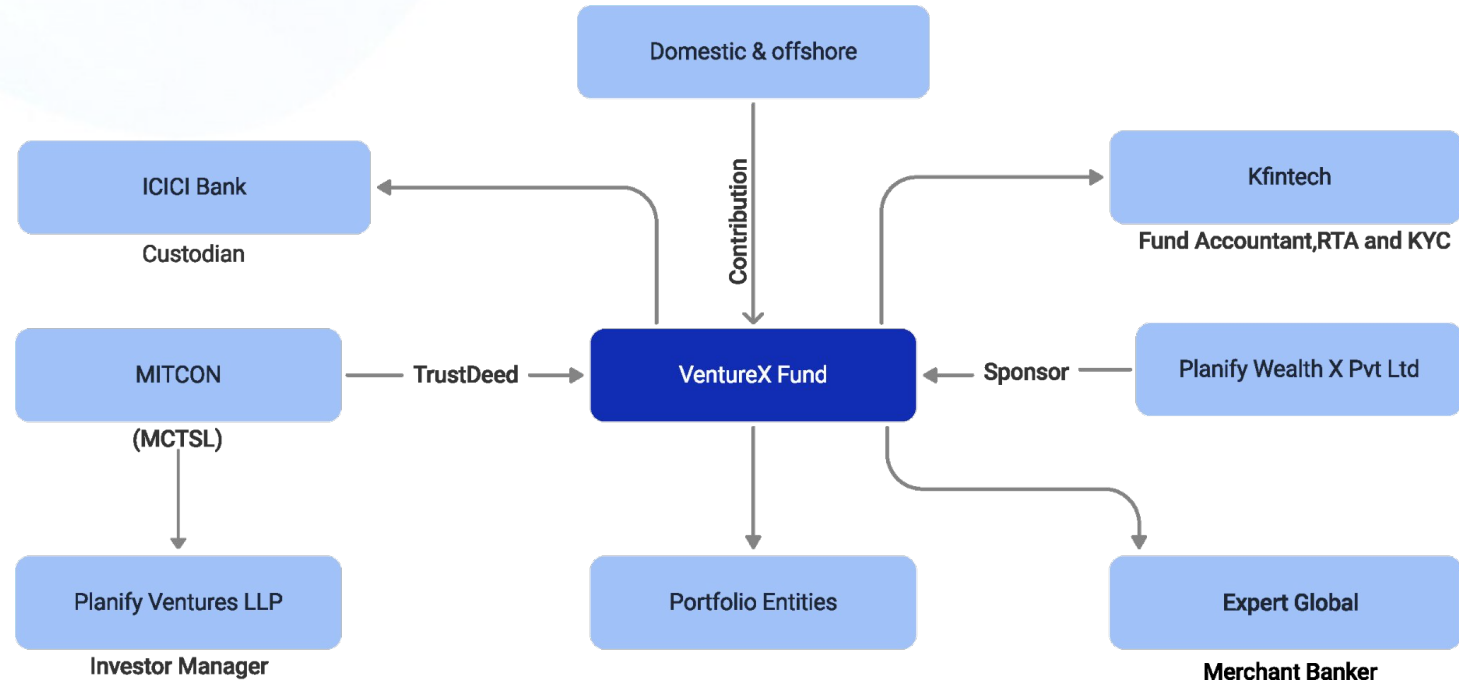 Domestic & offshore
ICICI Bank
Custodian
Contribution
Kfintech
Fund Accountant,RTA and KYC
MITCON
(MCTSL)
TrustDeed
VentureX Fund
Sponsor
Planify Wealth X Pvt Ltd
Planify Ventures LLP
Investor Manager
Portfolio Entities
Expert Global
Merchant Banker